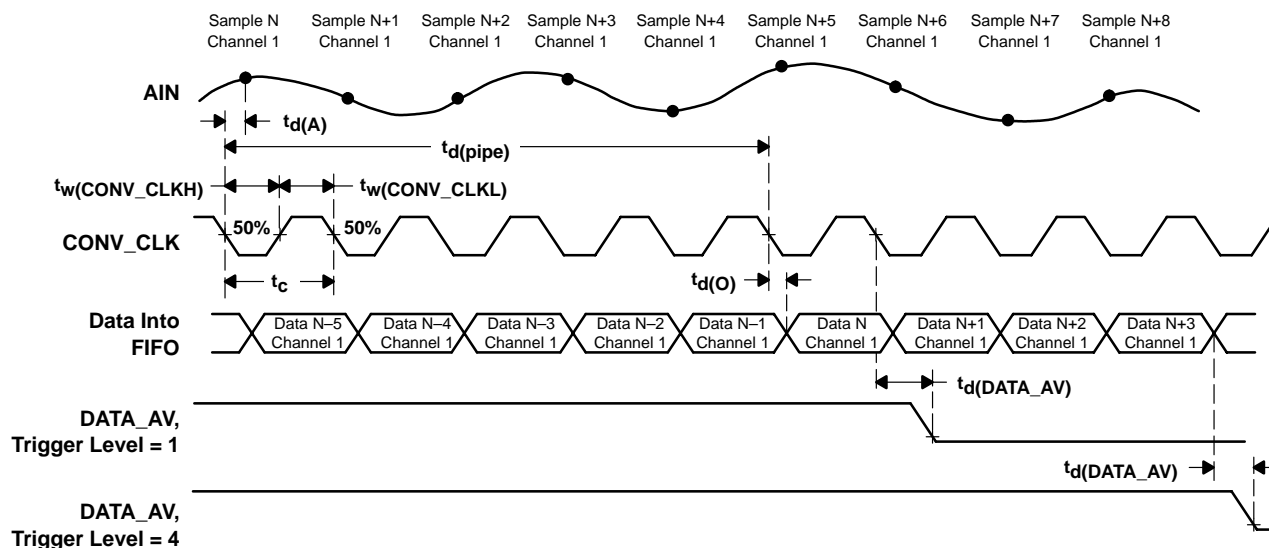 Sample N
Channel 1
Sample N+1
Channel 1
Sample N+2
Channel 1
Sample N+3
Channel 1
Sample N+4
Channel 1
Sample N+5
Channel 1
Sample N+6
Channel 1
Sample N+7
Channel 1
Sample N+8
Channel 1
AIN
td(A)
td(pipe)
tw(CONV_CLKH)
tw(CONV_CLKL)
50%
50%
CONV_CLK
tc
td(O)
Data Into
FIFO
Data N–5
Channel 1
Data N–4
Channel 1
Data N–3
Channel 1
Data N–2
Channel 1
Data N–1
Channel 1
Data N
Channel 1
Data N+1
Channel 1
Data N+2
Channel 1
Data N+3
Channel 1
td(DATA_AV)
DATA_AV,
Trigger Level = 1
td(DATA_AV)
DATA_AV,
Trigger Level = 4